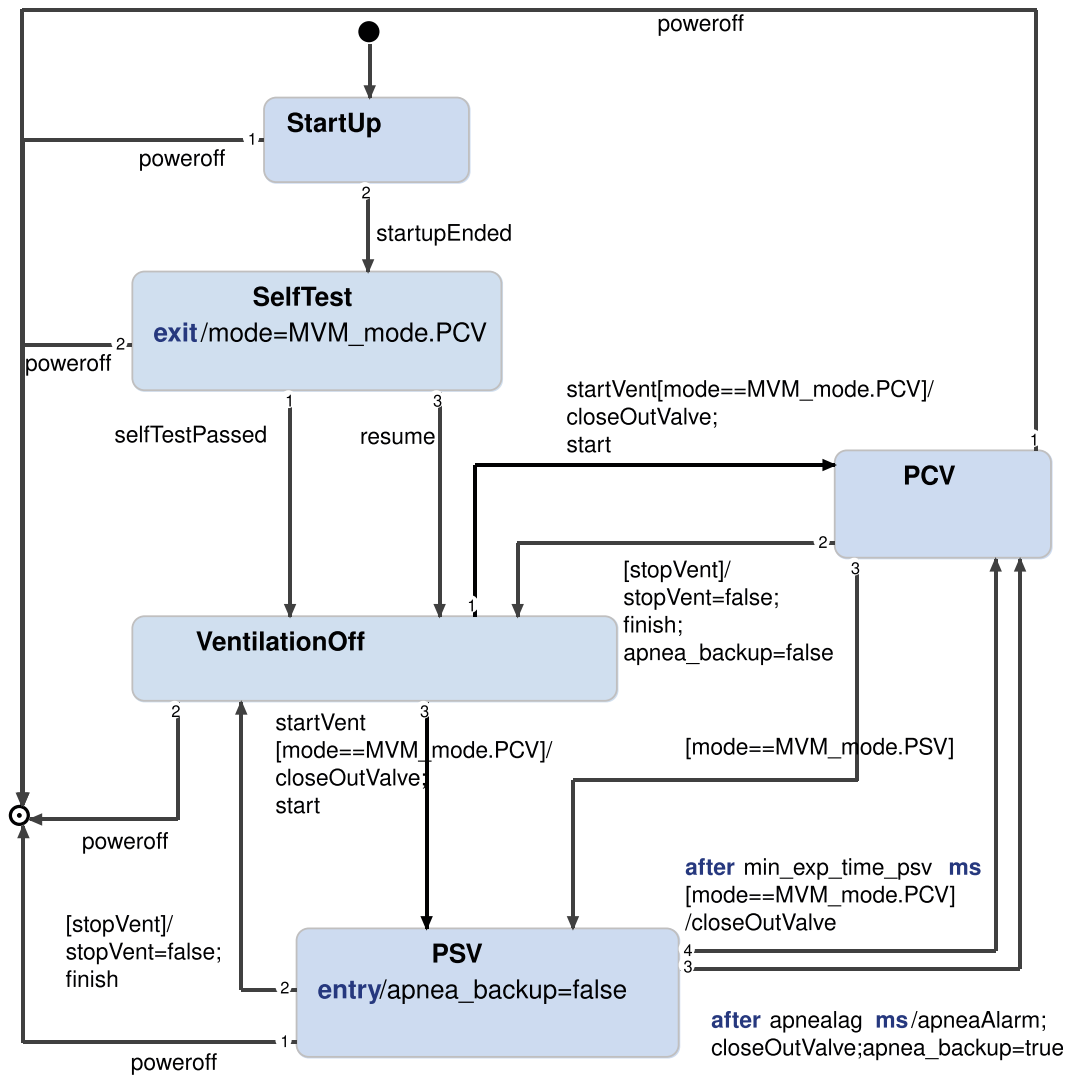 poweroff
StartUp
1
poweroff
2
startupEnded
SelfTest
exit/mode=MVM_mode.PCV
2
poweroff
1
3
selfTestPassed
resume
startVent[mode==MVM_mode.PCV]/
closeOutValve;
start
1
PCV
2
3
[stopVent]/
stopVent=false;
finish;
apnea_backup=false
1
VentilationOff
2
3
startVent
[mode==MVM_mode.PCV]/
closeOutValve;
start
[mode==MVM_mode.PSV]
poweroff
after min_exp_time_psv ms
[mode==MVM_mode.PCV]
/closeOutValve
[stopVent]/
stopVent=false;
finish
PSV
entry/apnea_backup=false
4
3
2
1
poweroff
after apnealag ms/apneaAlarm;
closeOutValve;apnea_backup=true